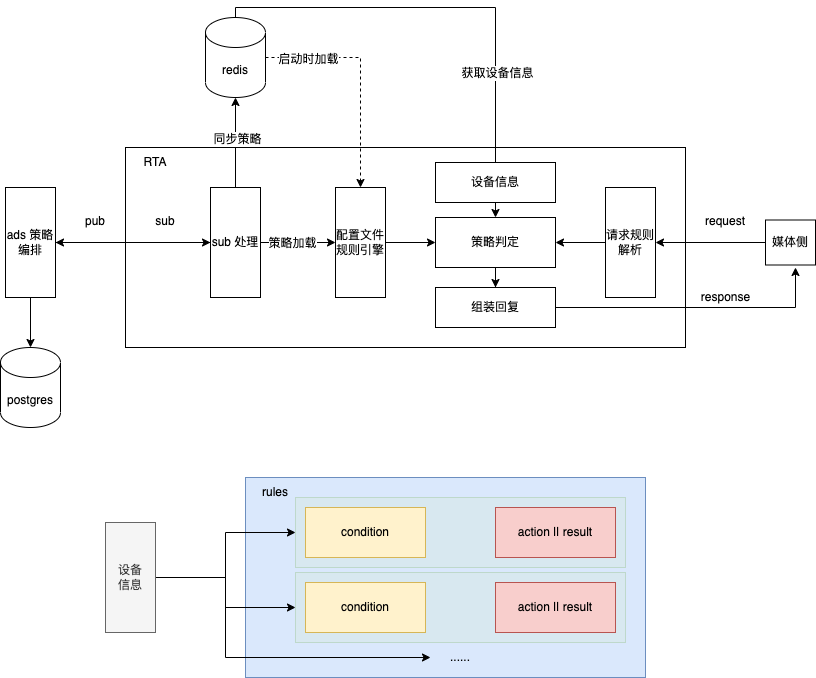 redis
启动时加载
获取设备信息
同步策略
RTA
设备信息
ads 策略
编排
pub
sub
sub 处理
策略加载
配置文件
规则引擎
策略判定
请求规则
解析
request
媒体侧
组装回复
response
postgres
rules
condition
action II result
设备
信息
condition
action II result
......